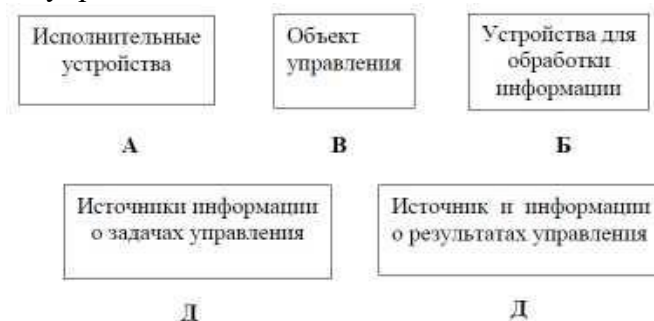 Исполнительные
устройства
Объект
управления
Устройства для
обработки
информации
А
В
Б
Источники информации
о задачах управления
Источник и информации
о результатах управления
Д
Д